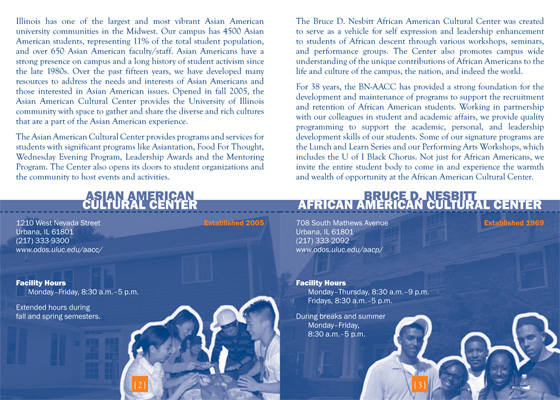 Illinois has one of the largest and most vibrant Asian American
university communities in the Midwest. Our campus has 4500 Asian
American students, representing 11% of the total student population,
and over 650 Asian American faculty/staff. Asian Americans have a
strong presence on campus and a long history of student activism since
the late 1980s. Over the past fifteen years, we have developed many
resources to address the needs and interests of Asian Americans and
those interested in Asian American issues. Opened in fall 2005, the
Asian American Cultural Center provides the University of Illinois
community with space to gather and share the diverse and rich cultures
that are a part of the Asian American experience.
The Asian American Cultural Center provides programs and services for
students with significant programs like Asiantation, Food For Thought,
Wednesday Evening Program, Leadership Awards and the Mentoring
Program. The Center also opens its doors to student organizations and
the community to host events and activities.
ASIAN AMERICAN
CULTURAL CENTER
1210 West Nevada Street
Urbana, IL 61801
(217) 333-9300
www.odos.uiuc.edu/aacc/
Established 2005
Facility Hours
Monday–Friday, 8:30 a.m.–5 p.m.
Extended hours during
fall and spring semesters.
[2]
The Bruce D. Nesbitt African American Cultural Center was created
to serve as a vehicle for self expression and leadership enhancement
to students of African descent through various workshops, seminars,
and performance groups. The Center also promotes campus wide
understanding of the unique contributions of African Americans to the
life and culture of the campus, the nation, and indeed the world.
For 38 years, the BN-AACC has provided a strong foundation for the
development and maintenance of programs to support the recruitment
and retention of African American students. Working in partnership
with our colleagues in student and academic affairs, we provide quality
programming to support the academic, personal, and leadership
development skills of our students. Some of our signature programs are
the Lunch and Learn Series and our Performing Arts Workshops, which
includes the U of I Black Chorus. Not just for African Americans, we
invite the entire student body to come in and experience the warmth
and wealth of opportunity at the African American Cultural Center.
BRUCE D. NESBITT
AFRICAN AMERICAN CULTURAL CENTER
708 South Mathews Avenue
Urbana, IL 61801
(217) 333-2092
www.odos.uiuc.edu/aacp/
Established 1969
Facility Hours
Monday–Thursday, 8:30 a.m.–9 p.m.
Fridays, 8:30 a.m.–5 p.m.
During breaks and summer
Monday–Friday,
8:30 a.m.–5 p.m.
[3]